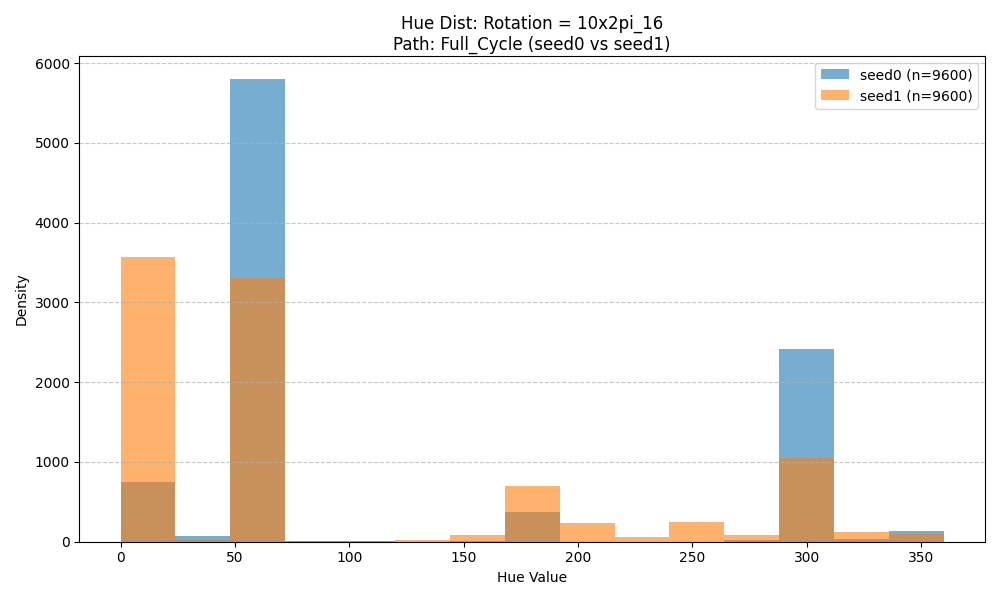 Hue Dist: Rotation = 10x2pi_16
Path: Full_Cycle (seed0 vs seed1)
seed0 (n=9600)
seed1 (n=9600)
Density
6000
5000
4000
3000
2000
1000
0
0 50 100 150 200 250 300 350
Hue Value